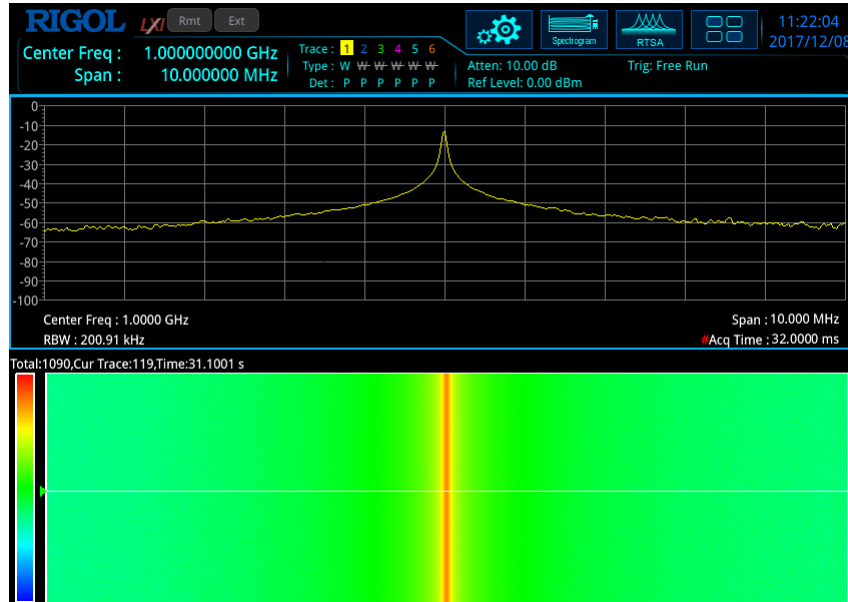 RIGOL LXI Rmt Ext
11:22:04
2017/12/08
Center Freq : 1.000000000 GHz
Span : 10.000000 MHz
Trace : 1 2 3 4 5 6
Type : W W W W W W
Det : P P P P P P
Spectrogram
RTSA
Atten: 10.00 dB
Trig: Free Run
Ref Level: 0.00 dBm
0
-10
-20
-30
-40
-50
-60
-70
-80
-90
-100
Center Freq : 1.0000 GHz
Span : 10.000 MHz
RBW : 200.91 kHz
#Acq Time : 32.0000 ms
Total:1090,Cur Trace:119,Time:31.1001 s